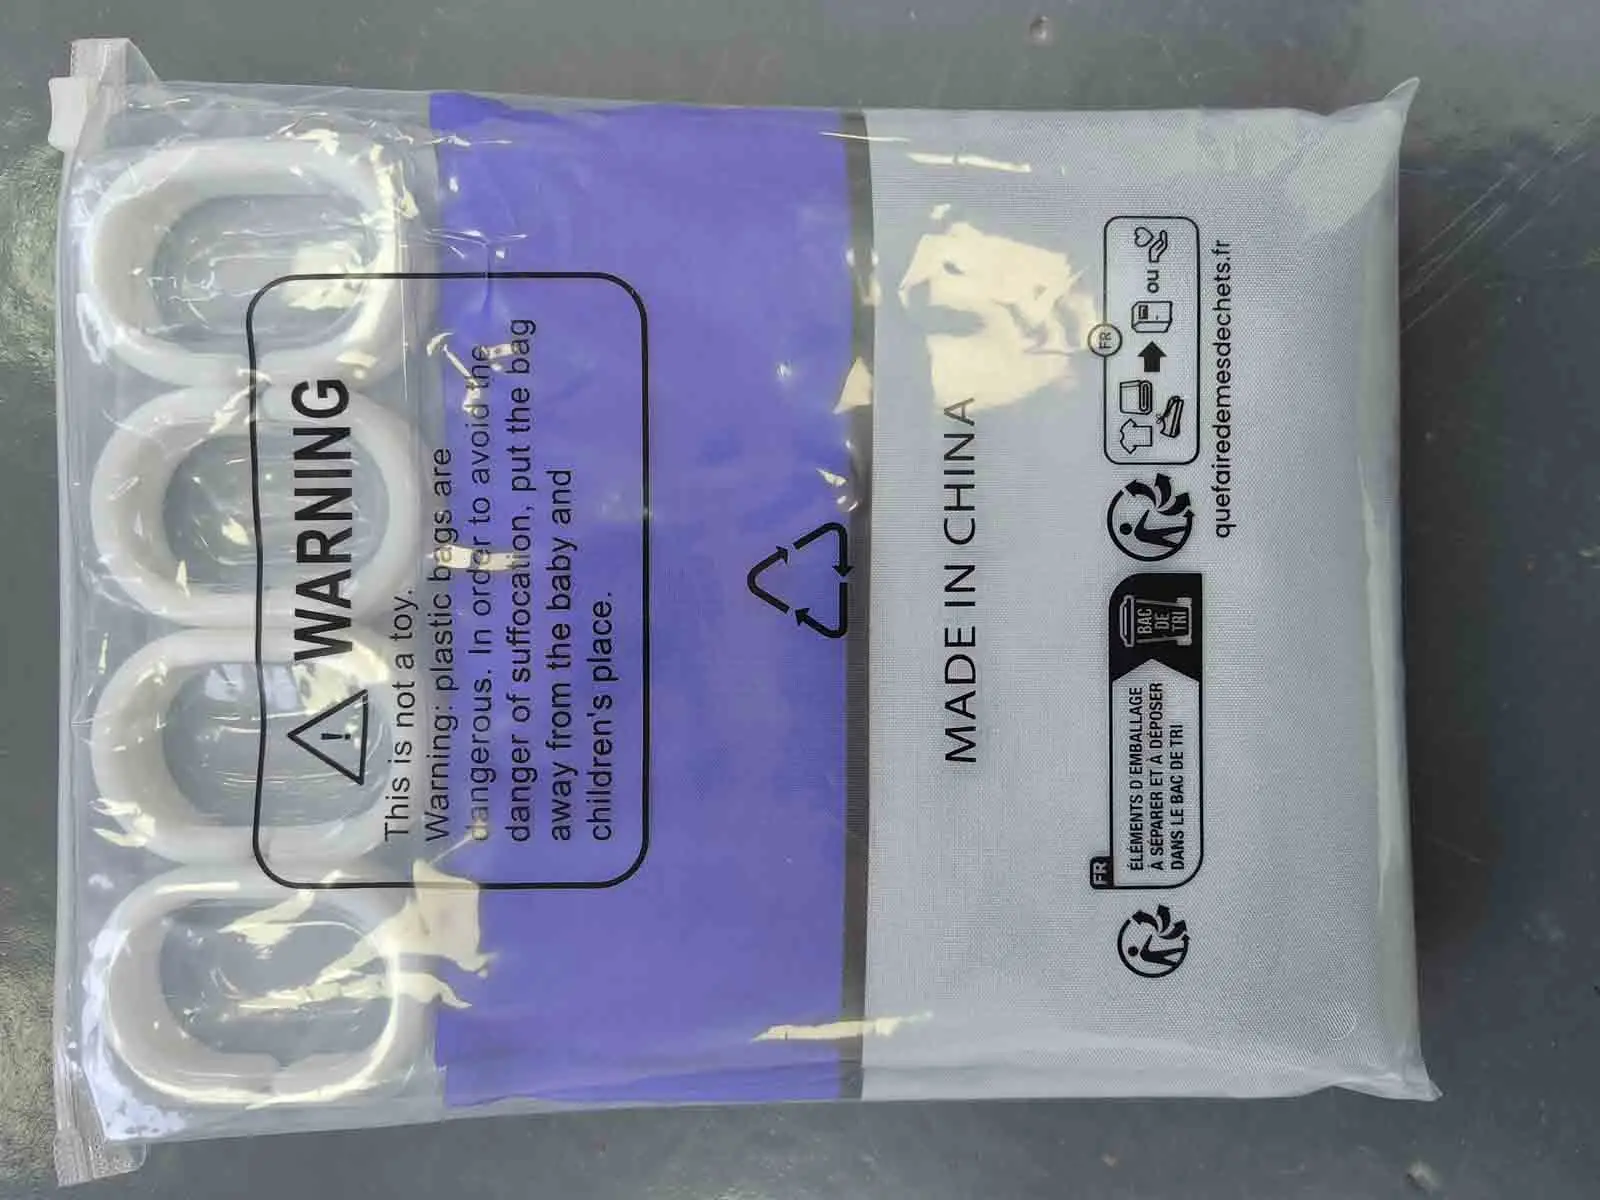 WARNING
This is not a toy.
Warning: plastic bags are
dangerous. In order to avoid the
danger of suffocation, put the bag
away from the baby and
children's place.
MADE IN CHINA
FR
ÉLÉMENTS D'EMBALLAGE
À SÉPARER ET À DÉPOSER
DANS LE BAC DE TRI
BAC
DE
TRI
FR
ou
quefairedemesdechets.fr